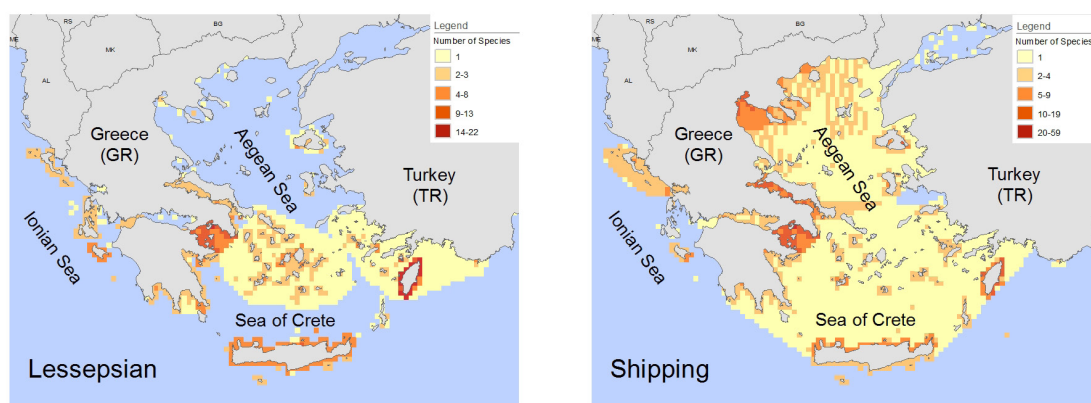 RS
BG
ME
MK
AL
Legend
Number of Species
1
2-3
4-8
9-13
14-22
Greece
(GR)
Aegean Sea
Turkey
(TR)
Ionian Sea
Sea of Crete
Lessepsian
RS
BG
ME
MK
AL
Legend
Number of Species
1
2-4
5-9
10-19
20-59
Greece
(GR)
Aegean Sea
Turkey
(TR)
Ionian Sea
Sea of Crete
Shipping